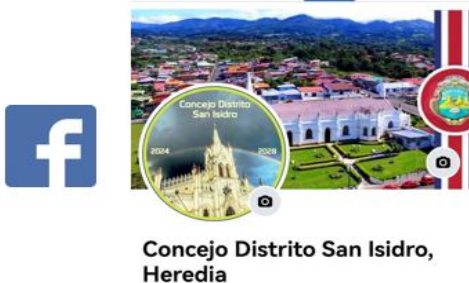 Concejo Distrito
San Isidro
2024
2028
Concejo Distrito San Isidro,
Heredia